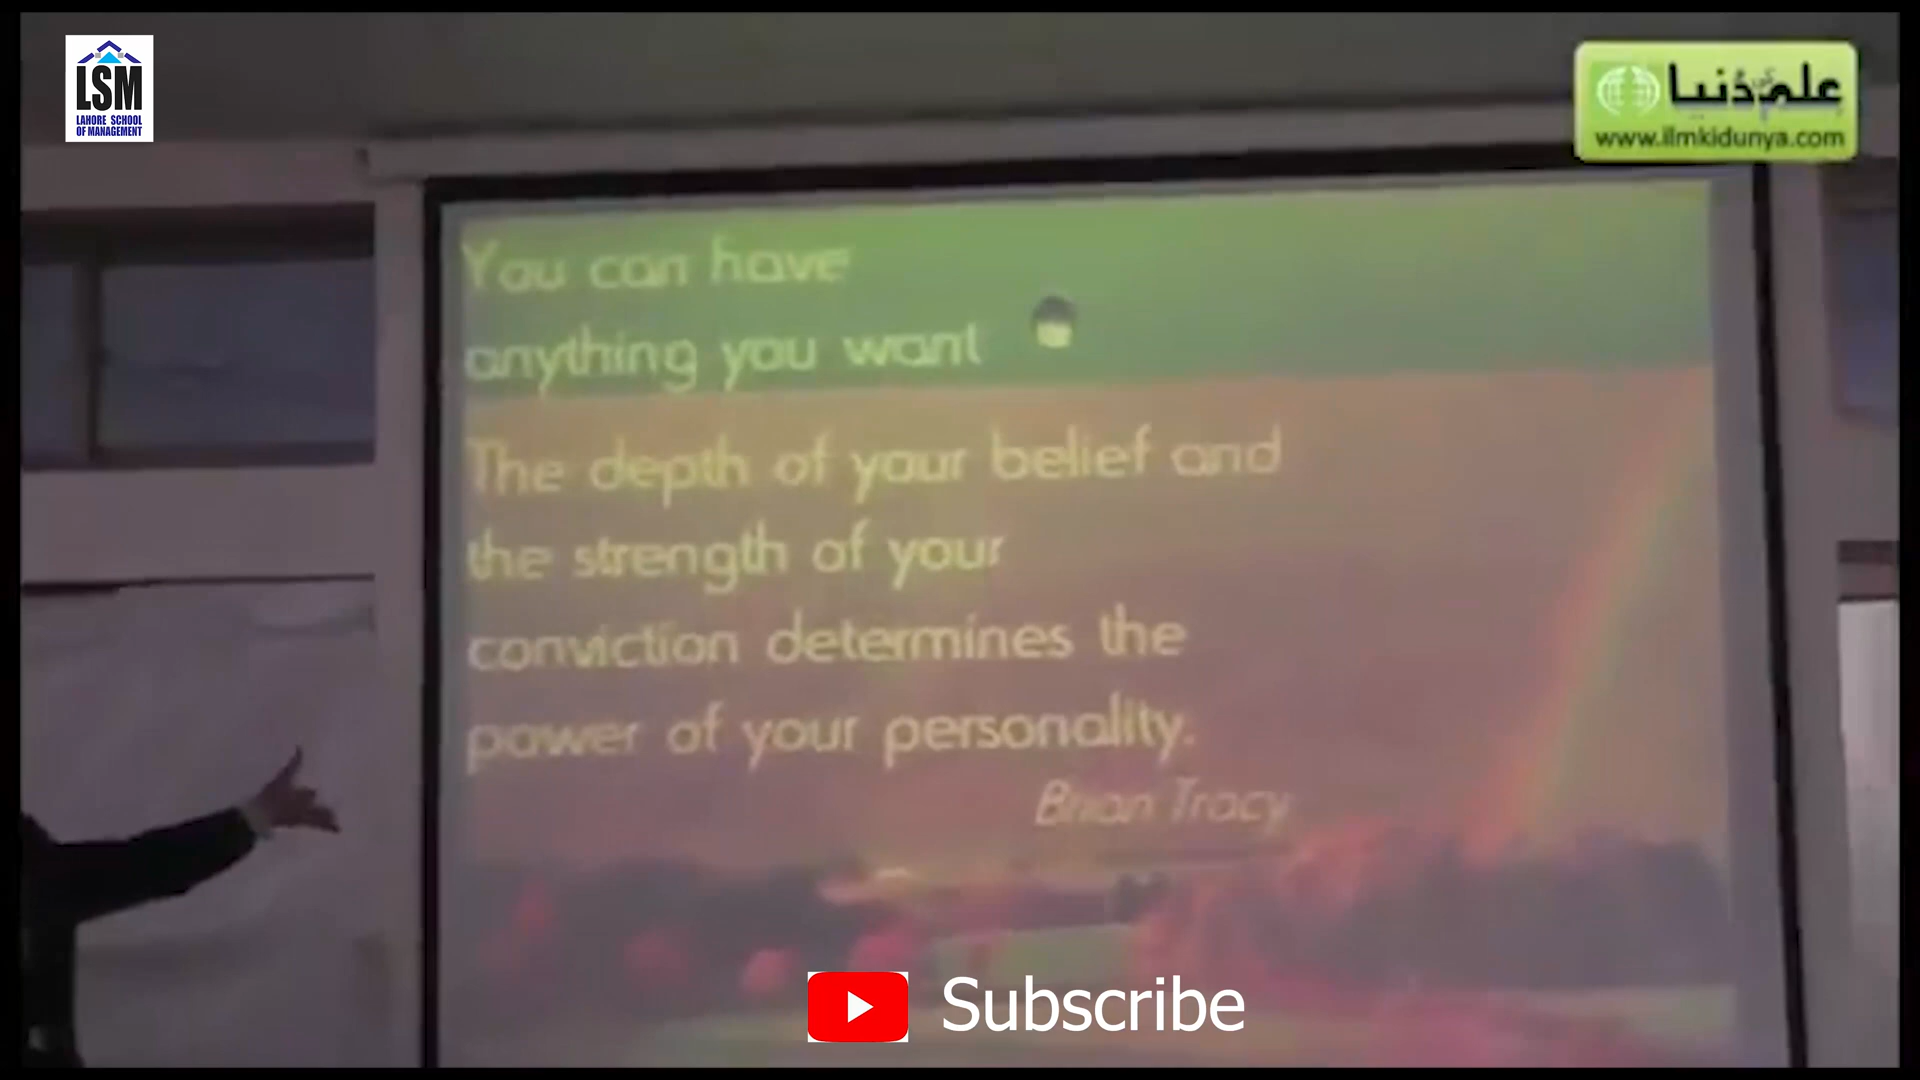 LSM
LAHORE SCHOOL
OF MANAGEMENT
علم کی دُنیا
www.ilmkidunya.com
You can have
anything you want
The depth of your belief and
the strength of your
conviction determines the
power of your personality.
Brian Tracy
Subscribe